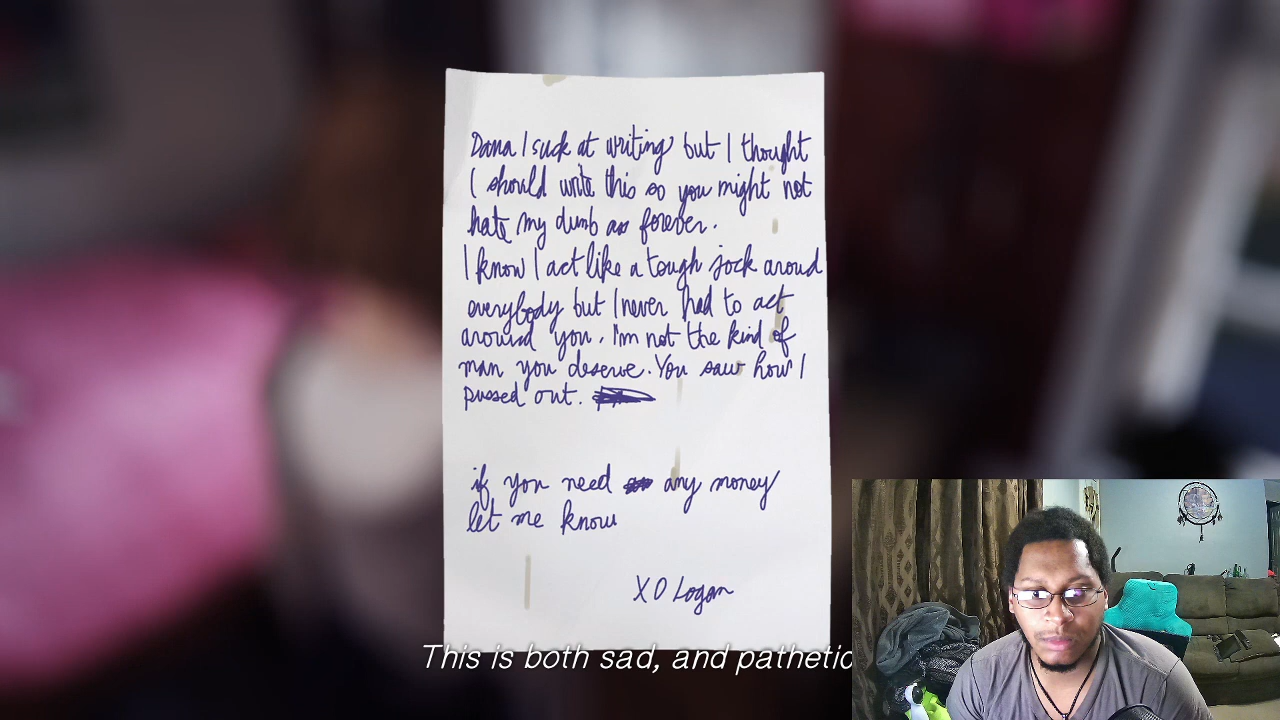 Dana I suck at writing but I thought
I should write this so you might not
hate my dumb ass forever.
I know I act like a tough jock aroud
everybody but I never had to act
around you. I'm not the kind of
man you deserve. You saw how I
pussed out.
if you need any money
let me know
XO Logan
This is both sad, and pathetic